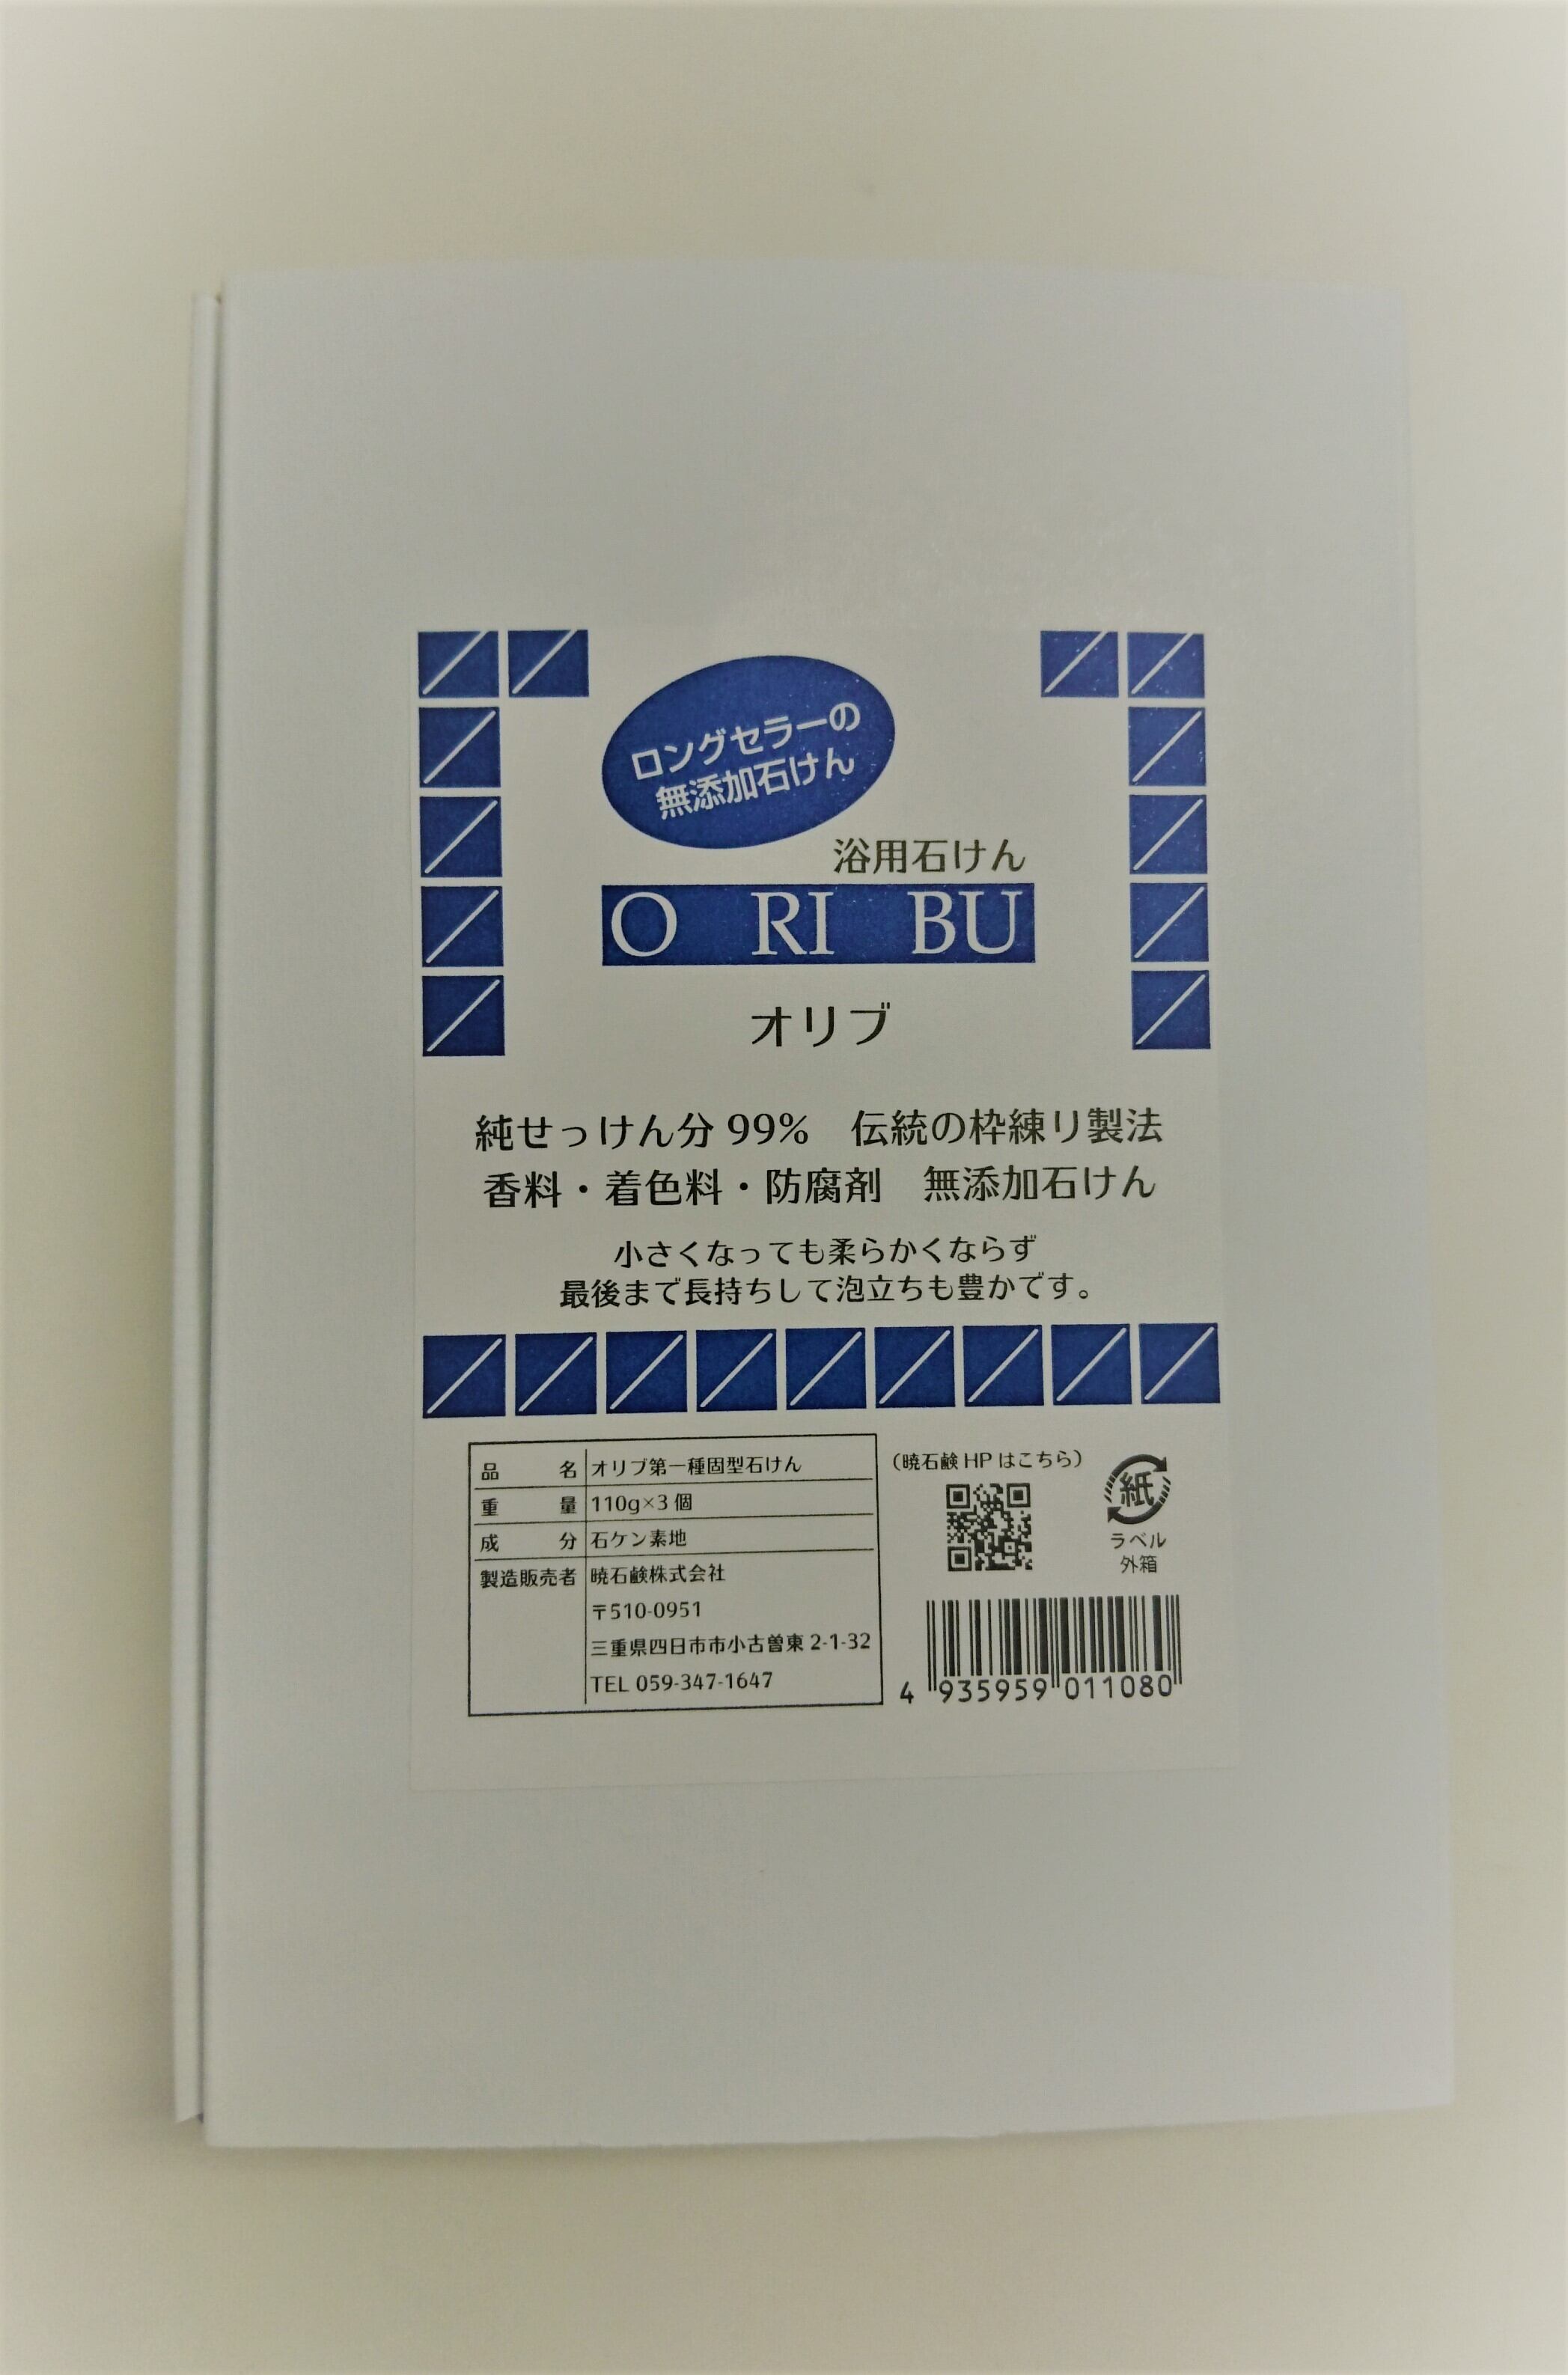 ロングセラーの
無添加石けん
浴用石けん
O RI BU
オリブ
純せっけん分 99%　伝統の枠練り製法
香料・着色料・防腐剤　無添加石けん
小さくなっても柔らかくならず
最後まで長持ちして泡立ちも豊かです。
品名 オリブ第一種固型石けん
重量 110g×3 個
成分 石ケン素地
製造販売者 暁石鹸株式会社
〒510-0951
三重県四日市市小古曽東 2-1-32
TEL 059-347-1647
（暁石鹸 HP はこちら）
紙
ラベル
外箱
4 935959 011080